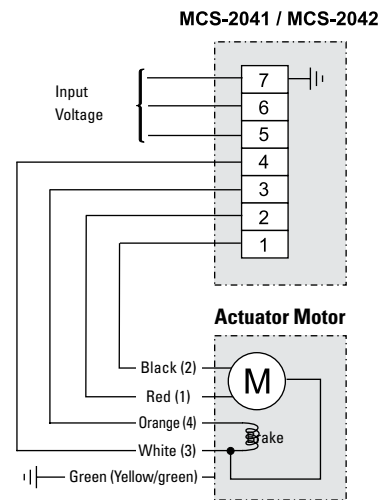 MCS-2041 / MCS-2042
Input
Voltage
7
6
5
4
3
2
1
Actuator Motor
Black (2)
M
Red (1)
Orange (4)
Brake
White (3)
Green (Yellow/green)